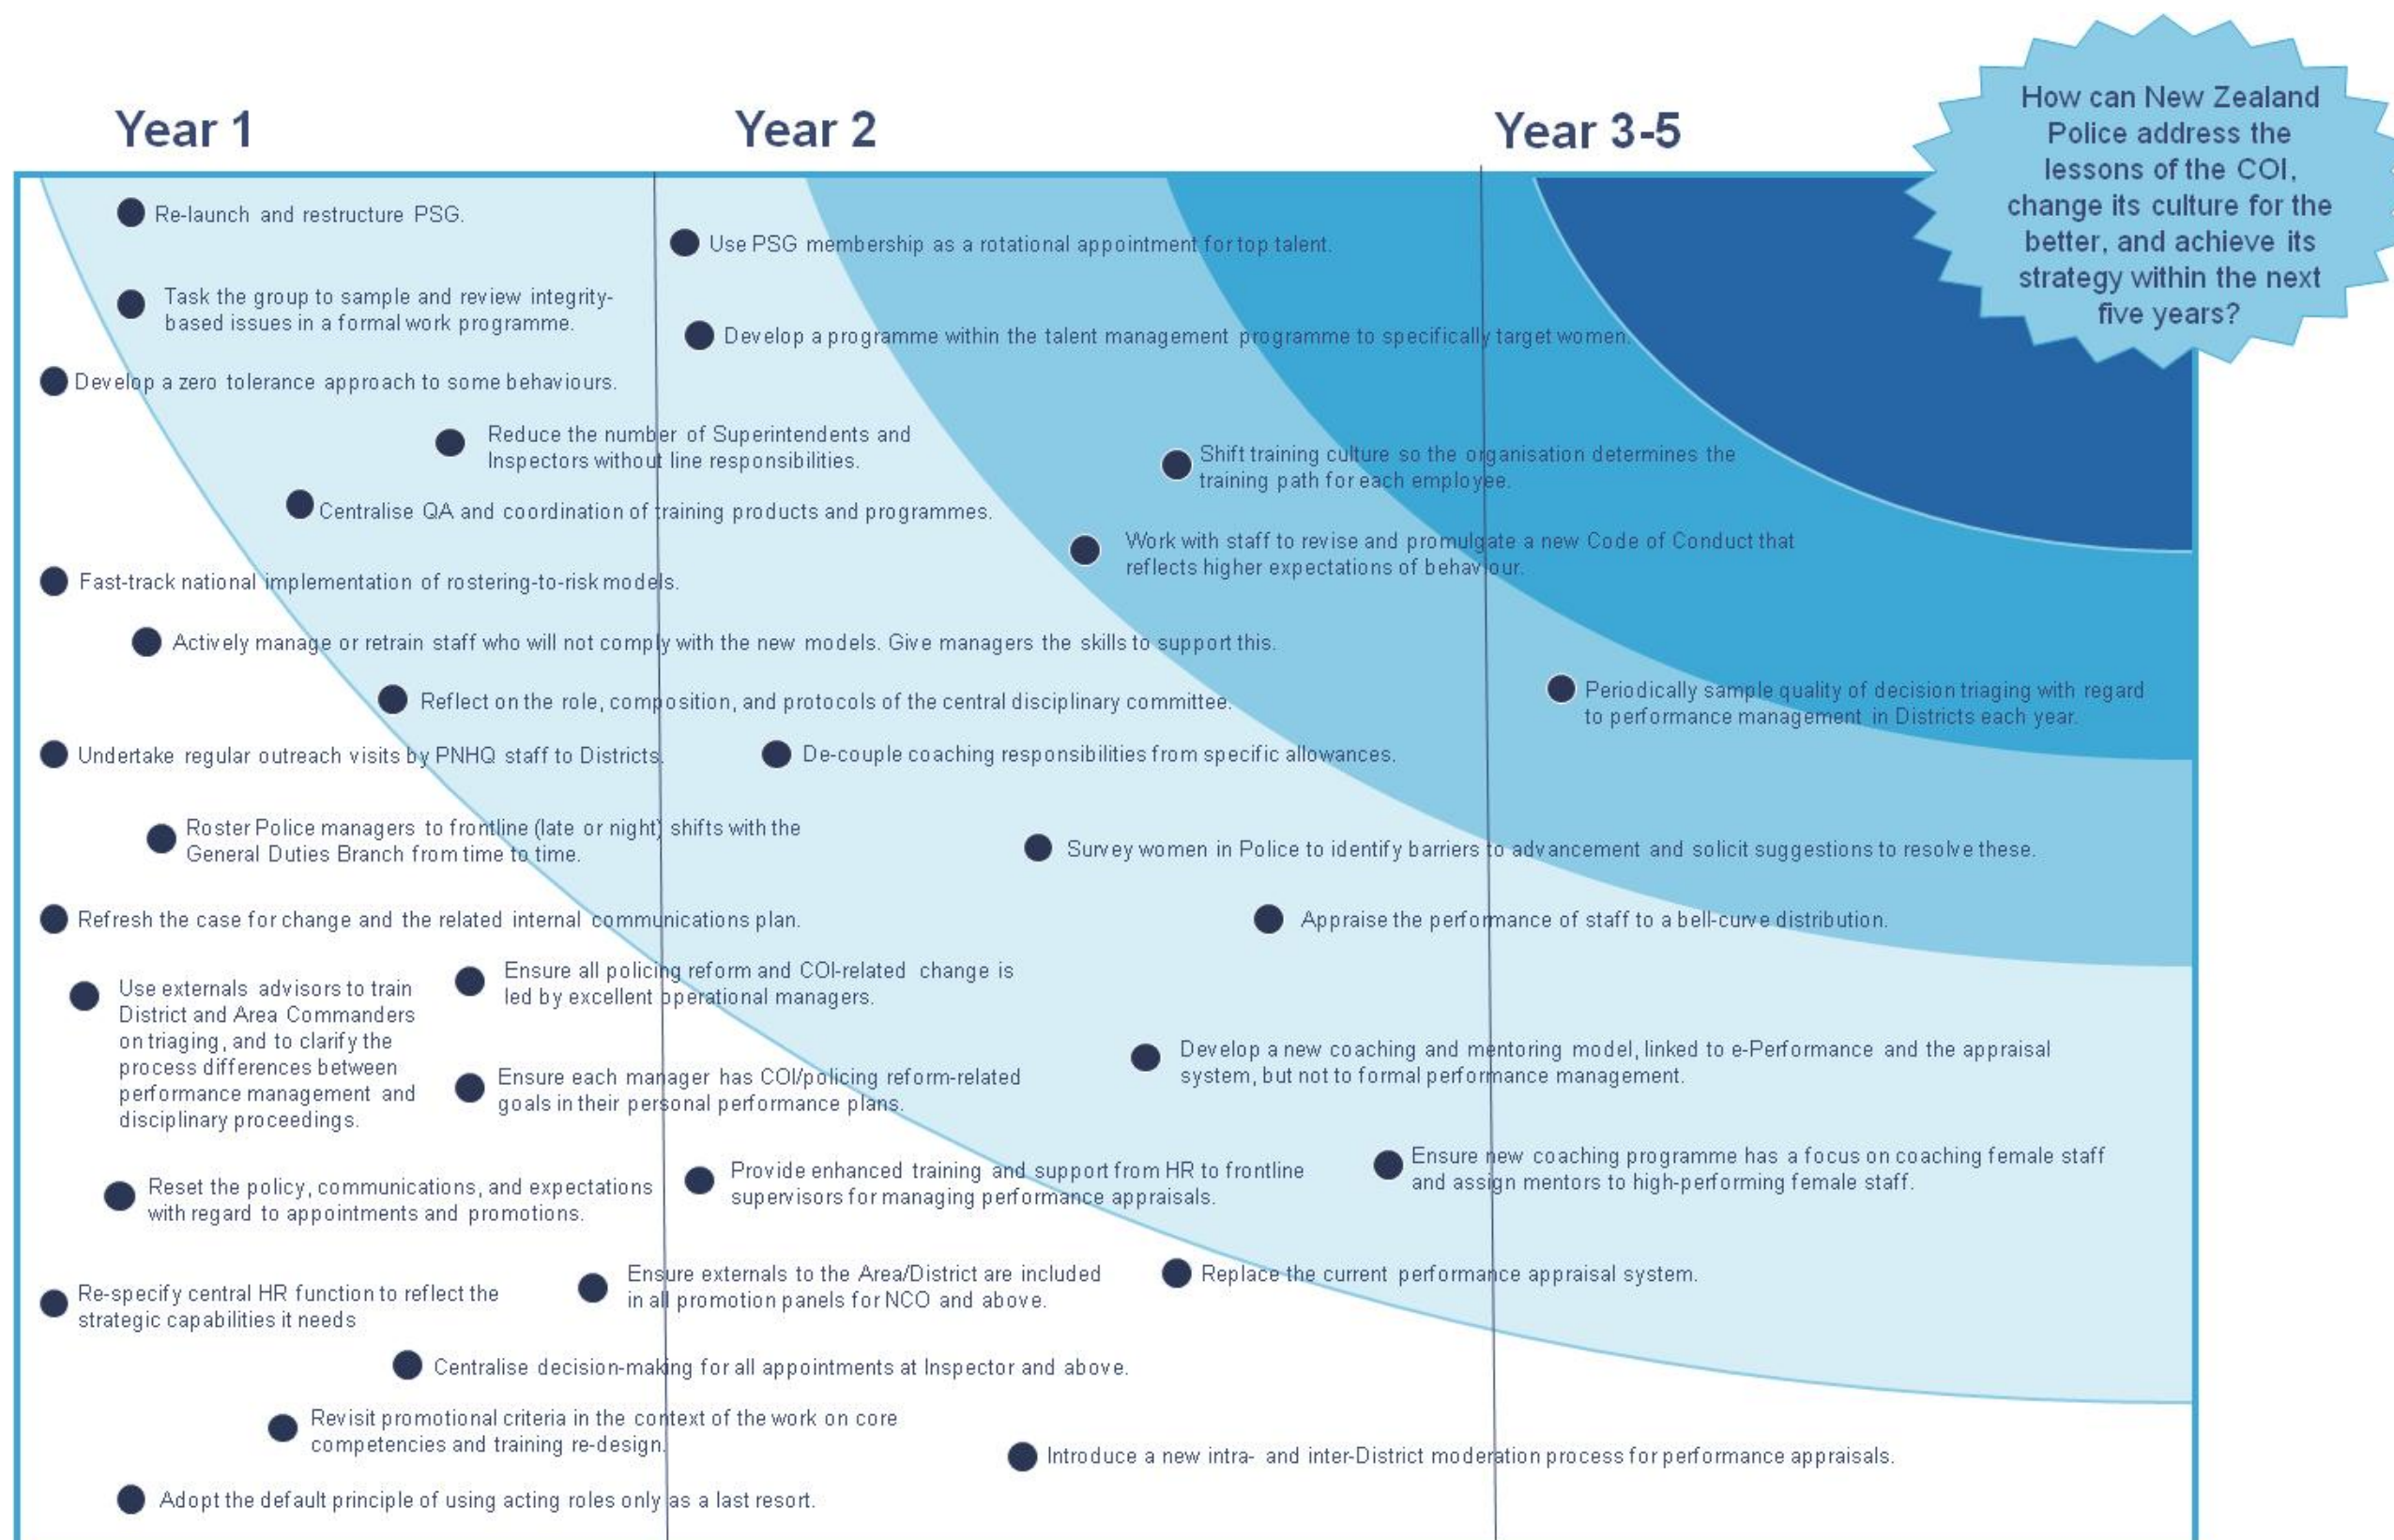 Year 1
Year 2
Year 3-5
How can New Zealand
Police address the
lessons of the COI,
change its culture for the
better, and achieve its
strategy within the next
five years?
Re-launch and restructure PSG.
Use PSG membership as a rotational appointment for top talent.
Task the group to sample and review integrity-
based issues in a formal work programme.
Develop a programme within the talent management programme to specifically target women.
Develop a zero tolerance approach to some behaviours.
Reduce the number of Superintendents and
Inspectors without line responsibilities.
Shift training culture so the organisation determines the
training path for each employee.
Centralise QA and coordination of training products and programmes.
Work with staff to revise and promulgate a new Code of Conduct that
reflects higher expectations of behaviour.
Fast-track national implementation of rostering-to-risk models.
Actively manage or retrain staff who will not comply with the new models. Give managers the skills to support this.
Reflect on the role, composition, and protocols of the central disciplinary committee.
Periodically sample quality of decision triaging with regard
to performance management in Districts each year.
Undertake regular outreach visits by PNHQ staff to Districts.
De-couple coaching responsibilities from specific allowances.
Roster Police managers to frontline (late or night) shifts with the
General Duties Branch from time to time.
Survey women in Police to identify barriers to advancement and solicit suggestions to resolve these.
Refresh the case for change and the related internal communications plan.
Appraise the performance of staff to a bell-curve distribution.
Use externals advisors to train
District and Area Commanders
on triaging, and to clarify the
process differences between
performance management and
disciplinary proceedings.
Ensure all policing reform and COI-related change is
led by excellent operational managers.
Develop a new coaching and mentoring model, linked to e-Performance and the appraisal
system, but not to formal performance management.
Ensure each manager has COI/policing reform-related
goals in their personal performance plans.
Ensure new coaching programme has a focus on coaching female staff
and assign mentors to high-performing female staff.
Provide enhanced training and support from HR to frontline
supervisors for managing performance appraisals.
Reset the policy, communications, and expectations
with regard to appointments and promotions.
Ensure externals to the Area/District are included
in all promotion panels for NCO and above.
Replace the current performance appraisal system.
Re-specify central HR function to reflect the
strategic capabilities it needs
Centralise decision-making for all appointments at Inspector and above.
Revisit promotional criteria in the context of the work on core
competencies and training re-design.
Introduce a new intra- and inter-District moderation process for performance appraisals.
Adopt the default principle of using acting roles only as a last resort.